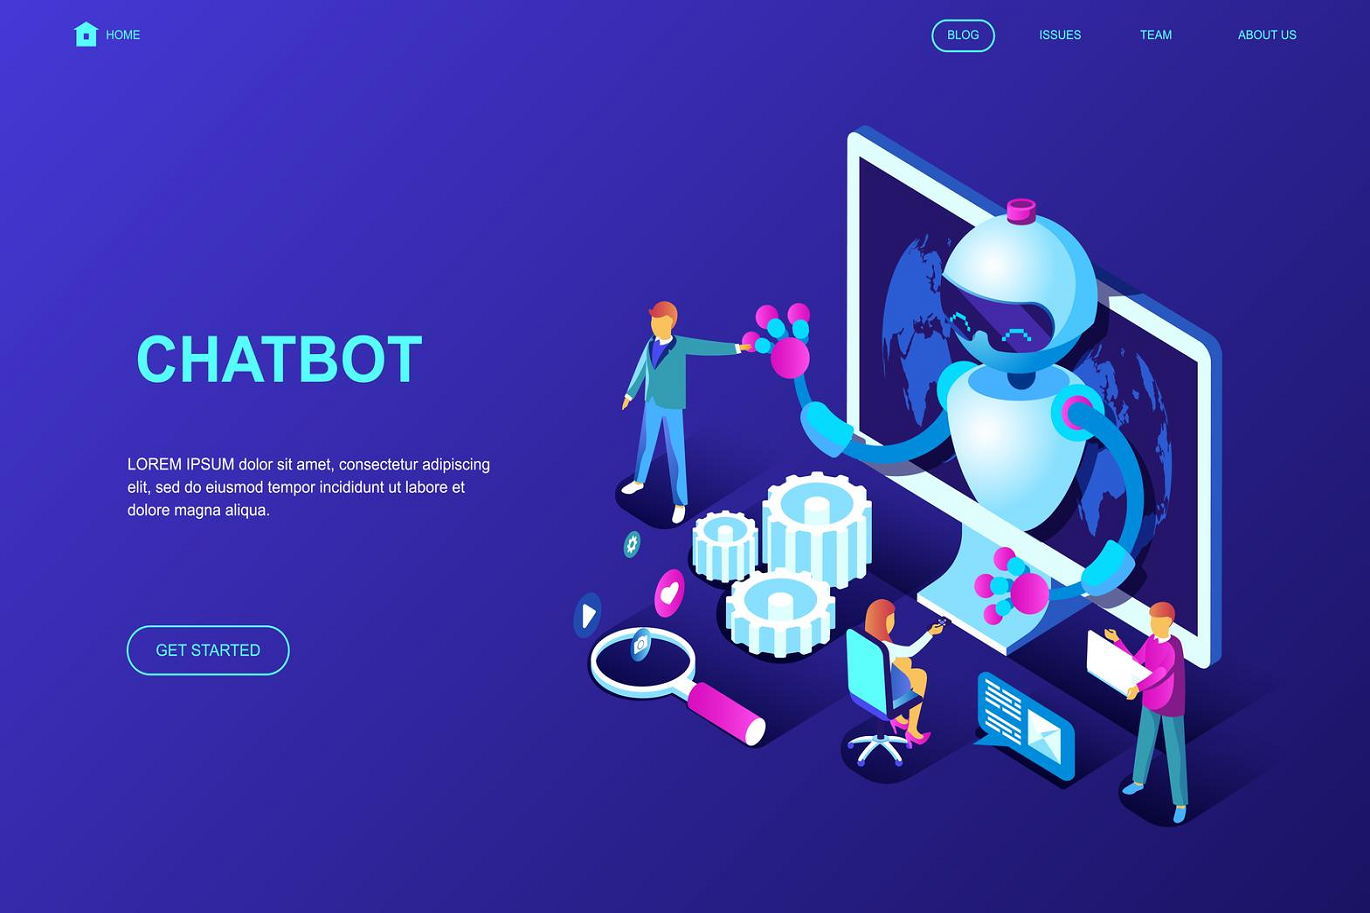 HOME
BLOG
ISSUES
TEAM
ABOUT US
CHATBOT
LOREM IPSUM dolor sit amet, consectetur adipiscing
elit, sed do eiusmod tempor incididunt ut labore et
dolore magna aliqua.
GET STARTED